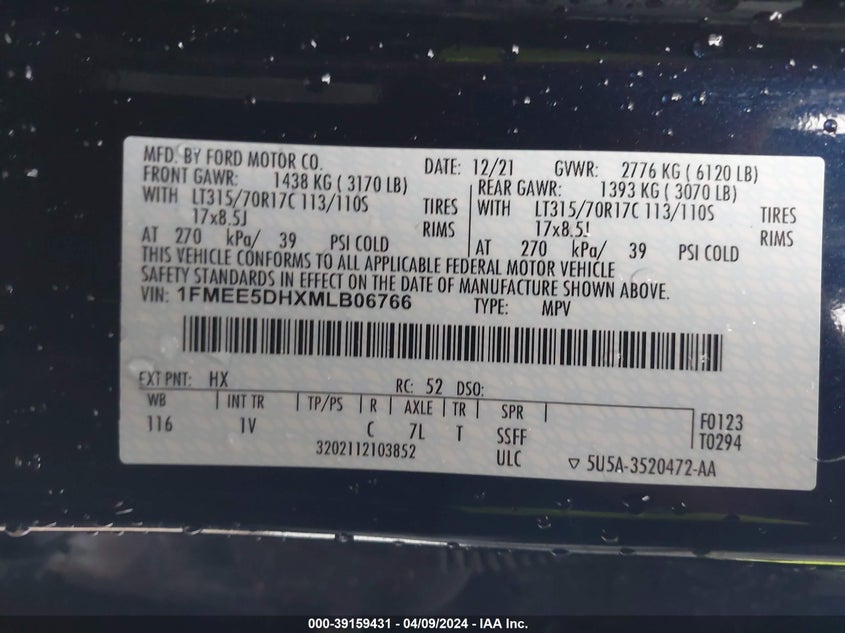 MFD. BY FORD MOTOR CO. DATE: 12/21 GVWR: 2776 KG ( 6120 LB)
FRONT GAWR: 1438 KG ( 3170 LB) REAR GAWR: 1393 KG ( 3070 LB)
WITH LT315/70R17C 113/110S TIRES WITH LT315/70R17C 113/110S TIRES
17x8.5J RIMS 17x8.5J RIMS
AT 270 kPa/ 39 PSI COLD AT 270 kPa/ 39 PSI COLD
THIS VEHICLE CONFORMS TO ALL APPLICABLE FEDERAL MOTOR VEHICLE
SAFETY STANDARDS IN EFFECT ON THE DATE OF MANUFACTURE SHOWN ABOVE.
VIN: 1FMEE5DHXMLB06766 TYPE: MPV
EXT PNT: HX RC: 52 DSO:
WB | INT TR | TP/PS | R | AXLE | TR | SPR | F0123
116 1V C 7L T SSFF T0294
3202112103852 ULC ▽ 5U5A-3520472-AA
000-39159431 - 04/09/2024 - IAA Inc.